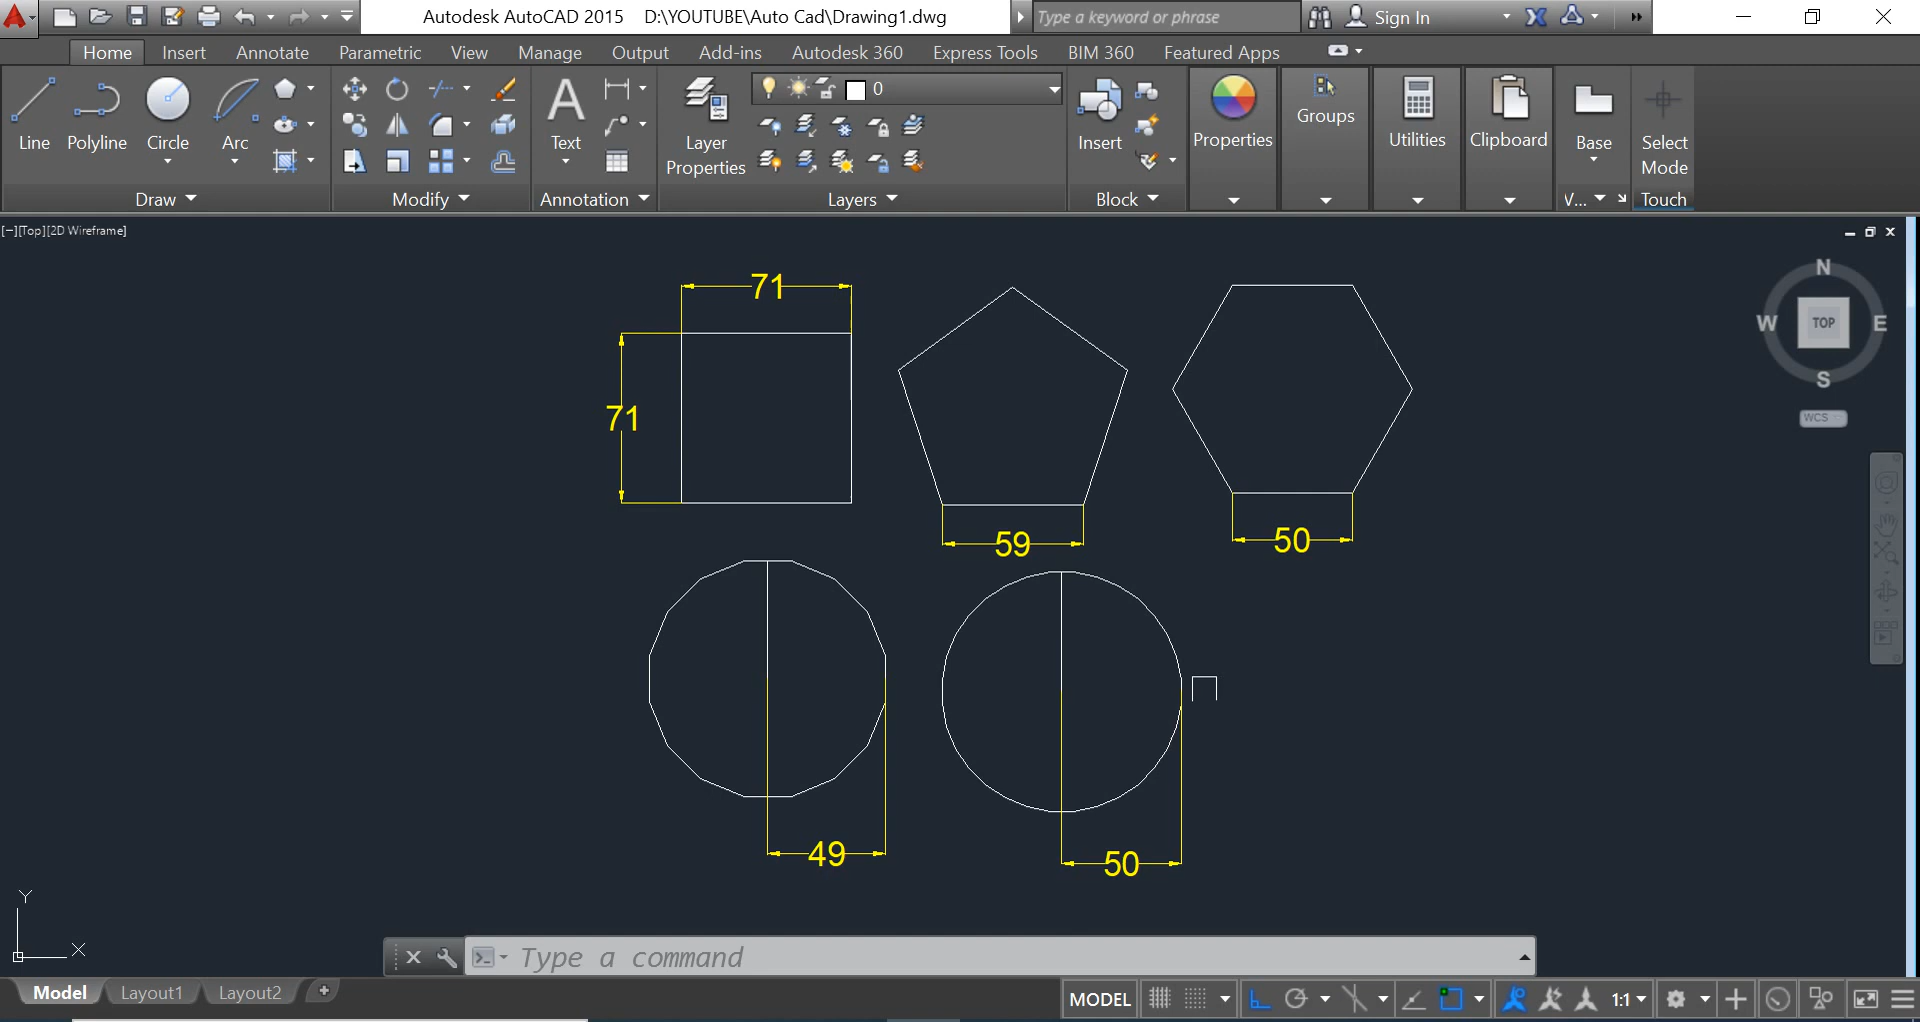 Autodesk AutoCAD 2015 D:\YOUTUBE\Auto Cad\Drawing1.dwg
Type a keyword or phrase
Sign In
Home Insert Annotate Parametric View Manage Output Add-ins Autodesk 360 Express Tools BIM 360 Featured Apps
0
Line Polyline Circle Arc
Text
Layer
Properties
Insert
Properties
Groups
Utilities
Clipboard
Base
Select
Mode
Draw Modify Annotation Layers Block V... Touch
[−][Top][2D Wireframe]
N
W TOP E
S
WCS
71
71
59
50
49
50
Y
X
Type a command
Model Layout1 Layout2
MODEL 1:1